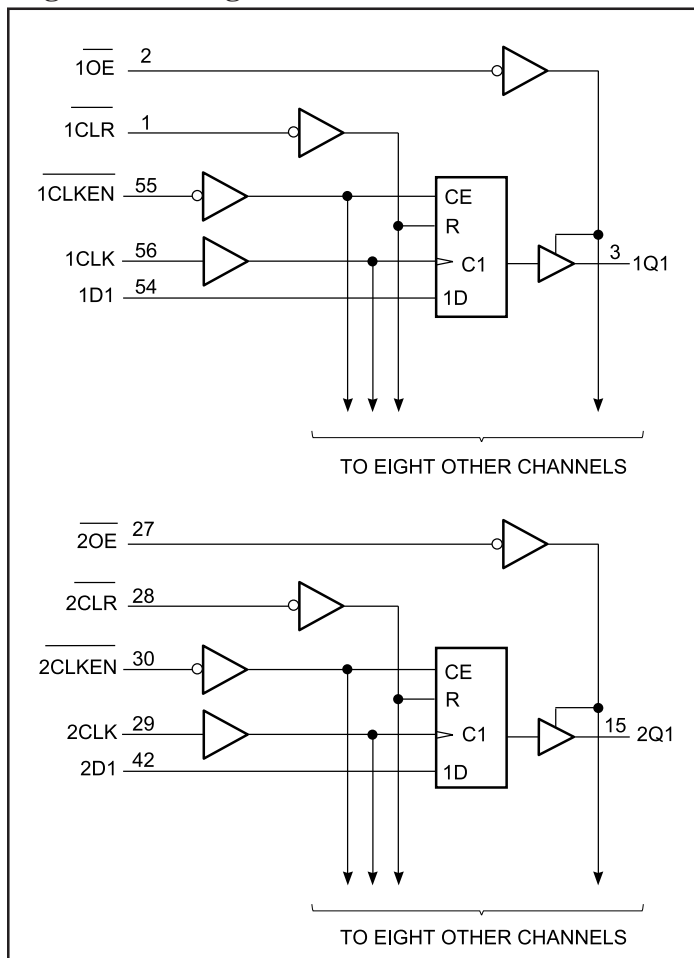 1OE 2
1CLR 1
1CLKEN 55
CE
R
1CLK 56
C1
3 1Q1
1D1 54
1D
TO EIGHT OTHER CHANNELS
2OE 27
2CLR 28
2CLKEN 30
CE
R
2CLK 29
C1
15 2Q1
2D1 42
1D
TO EIGHT OTHER CHANNELS